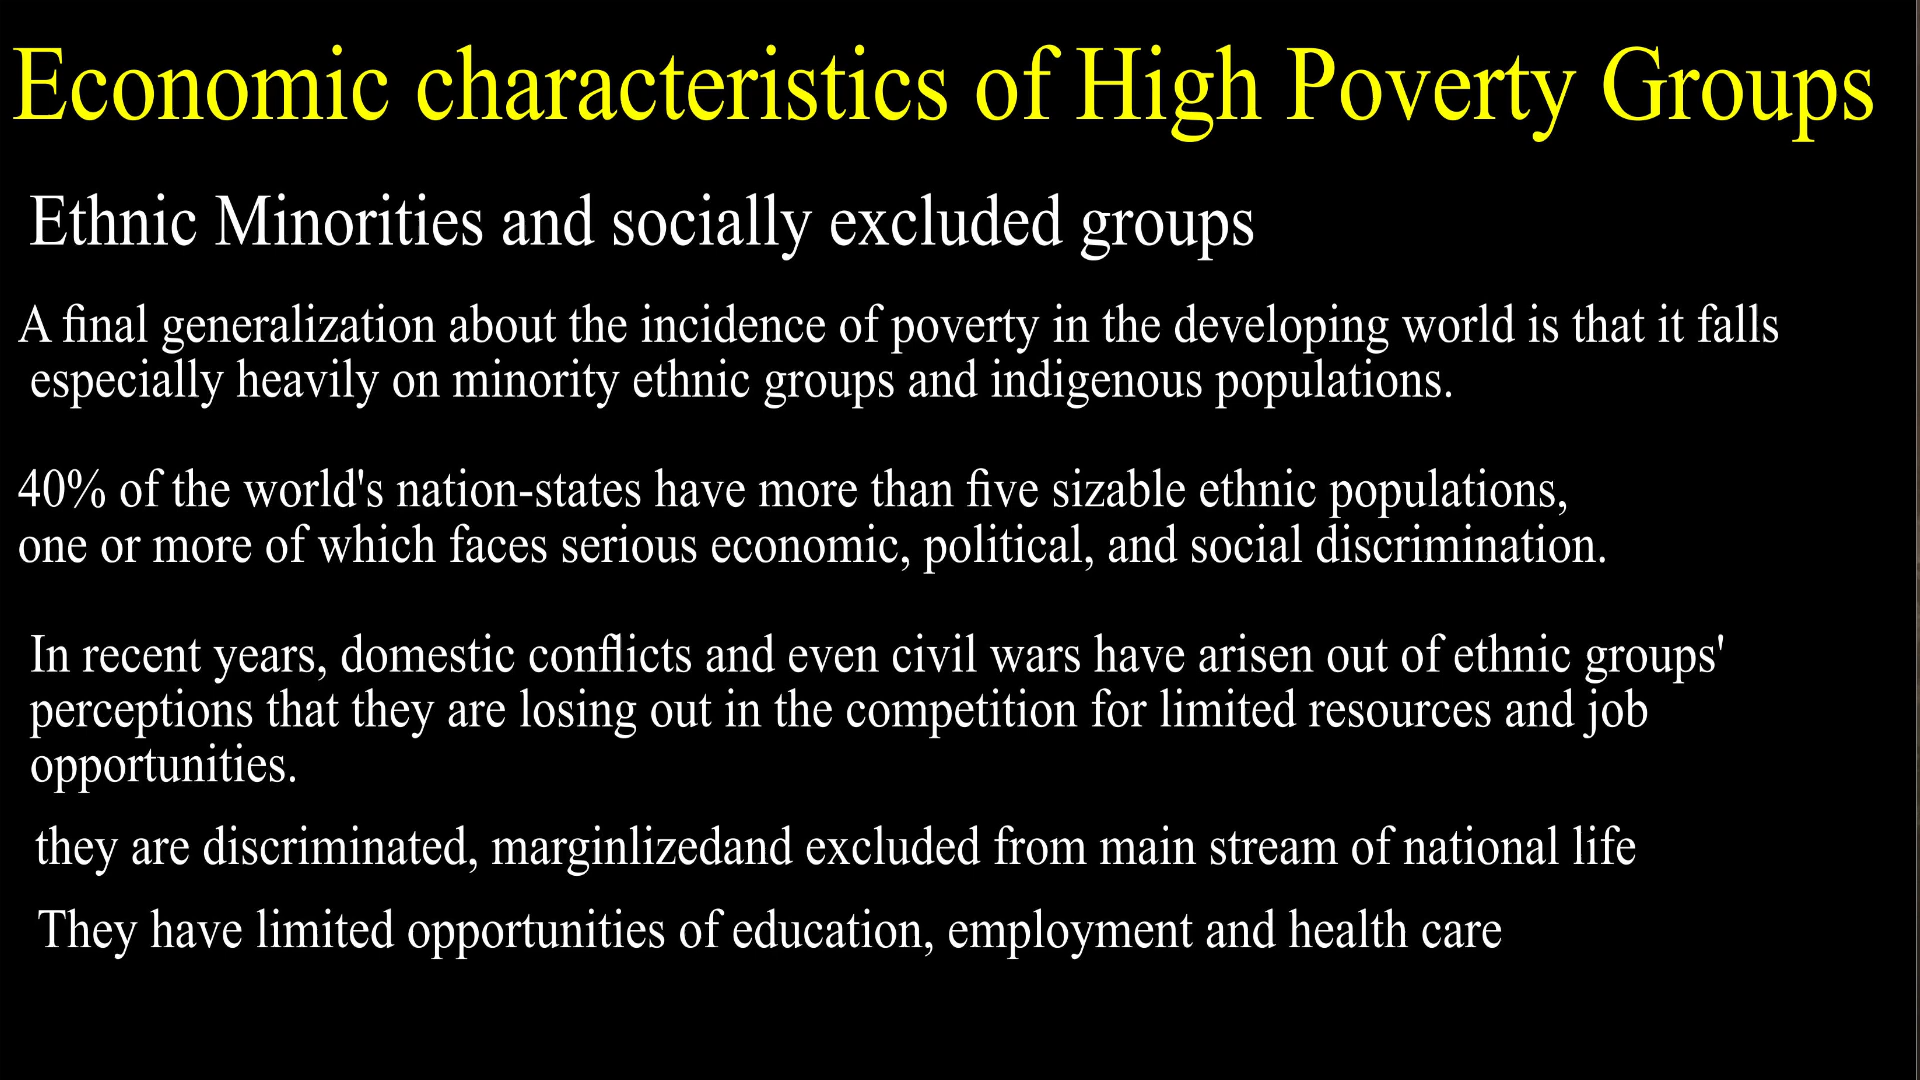 Economic characteristics of High Poverty Groups
Ethnic Minorities and socially excluded groups
A final generalization about the incidence of poverty in the developing world is that it falls
especially heavily on minority ethnic groups and indigenous populations.
40% of the world's nation-states have more than five sizable ethnic populations,
one or more of which faces serious economic, political, and social discrimination.
In recent years, domestic conflicts and even civil wars have arisen out of ethnic groups'
perceptions that they are losing out in the competition for limited resources and job
opportunities.
they are discriminated, marginlizedand excluded from main stream of national life
They have limited opportunities of education, employment and health care